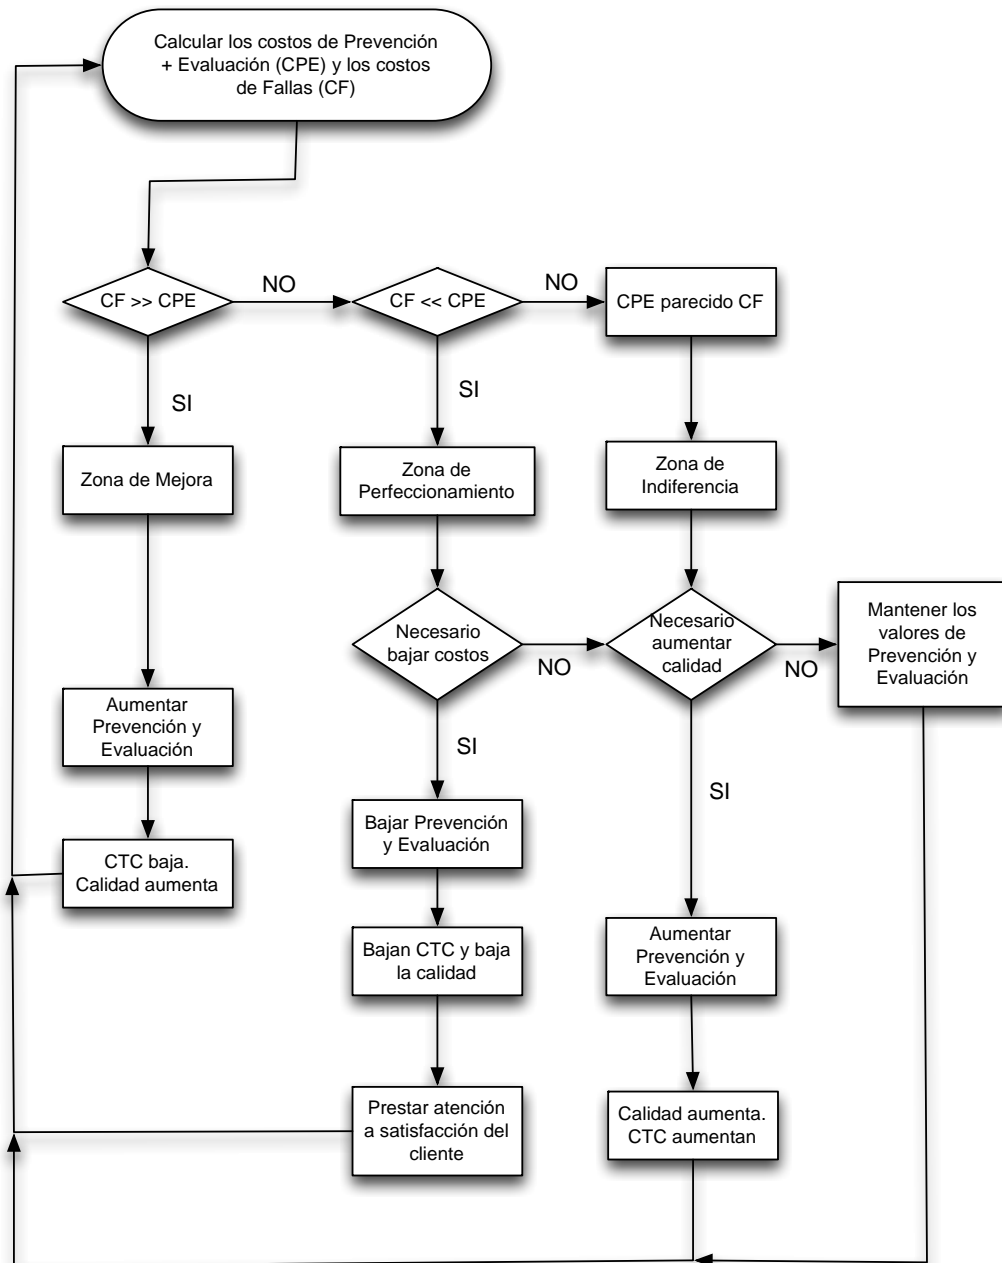 Calcular los costos de Prevención
+ Evaluación (CPE) y los costos
de Fallas (CF)
CF >> CPE
NO
CF << CPE
NO
CPE parecido CF
SI
SI
Zona de Mejora
Zona de
Perfeccionamiento
Zona de
Indiferencia
Necesario
bajar costos
NO
Necesario
aumentar
calidad
NO
Mantener los
valores de
Prevención y
Evaluación
Aumentar
Prevención y
Evaluación
SI
SI
Bajar Prevención
y Evaluación
CTC baja.
Calidad aumenta
Bajan CTC y baja
la calidad
Aumentar
Prevención y
Evaluación
Prestar atención
a satisfacción del
cliente
Calidad aumenta.
CTC aumentan